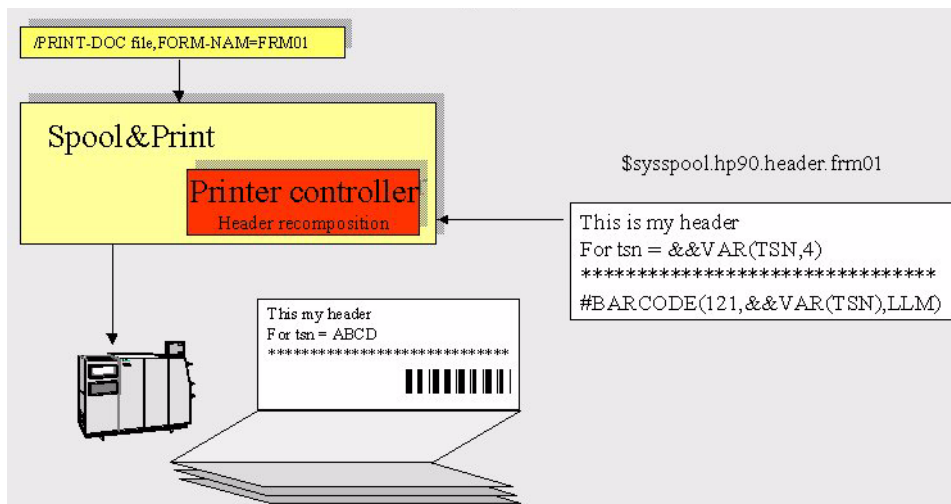 /PRINT-DOC file,FORM-NAM=FRM01
Spool&Print
Printer controller
Header recomposition
$sysspool.hp90.header.frm01
This is my header
For tsn = &&VAR(TSN,4)
*********************************
#BARCODE(121,&&VAR(TSN),LLM)
This my header
For tsn = ABCD
******************************